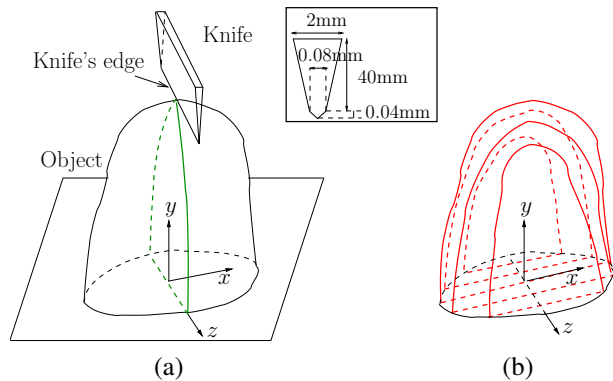 Knife
Knife's edge
2mm
0.08mm
40mm
0.04mm
Object
y
x
z
y
x
z
(a)
(b)